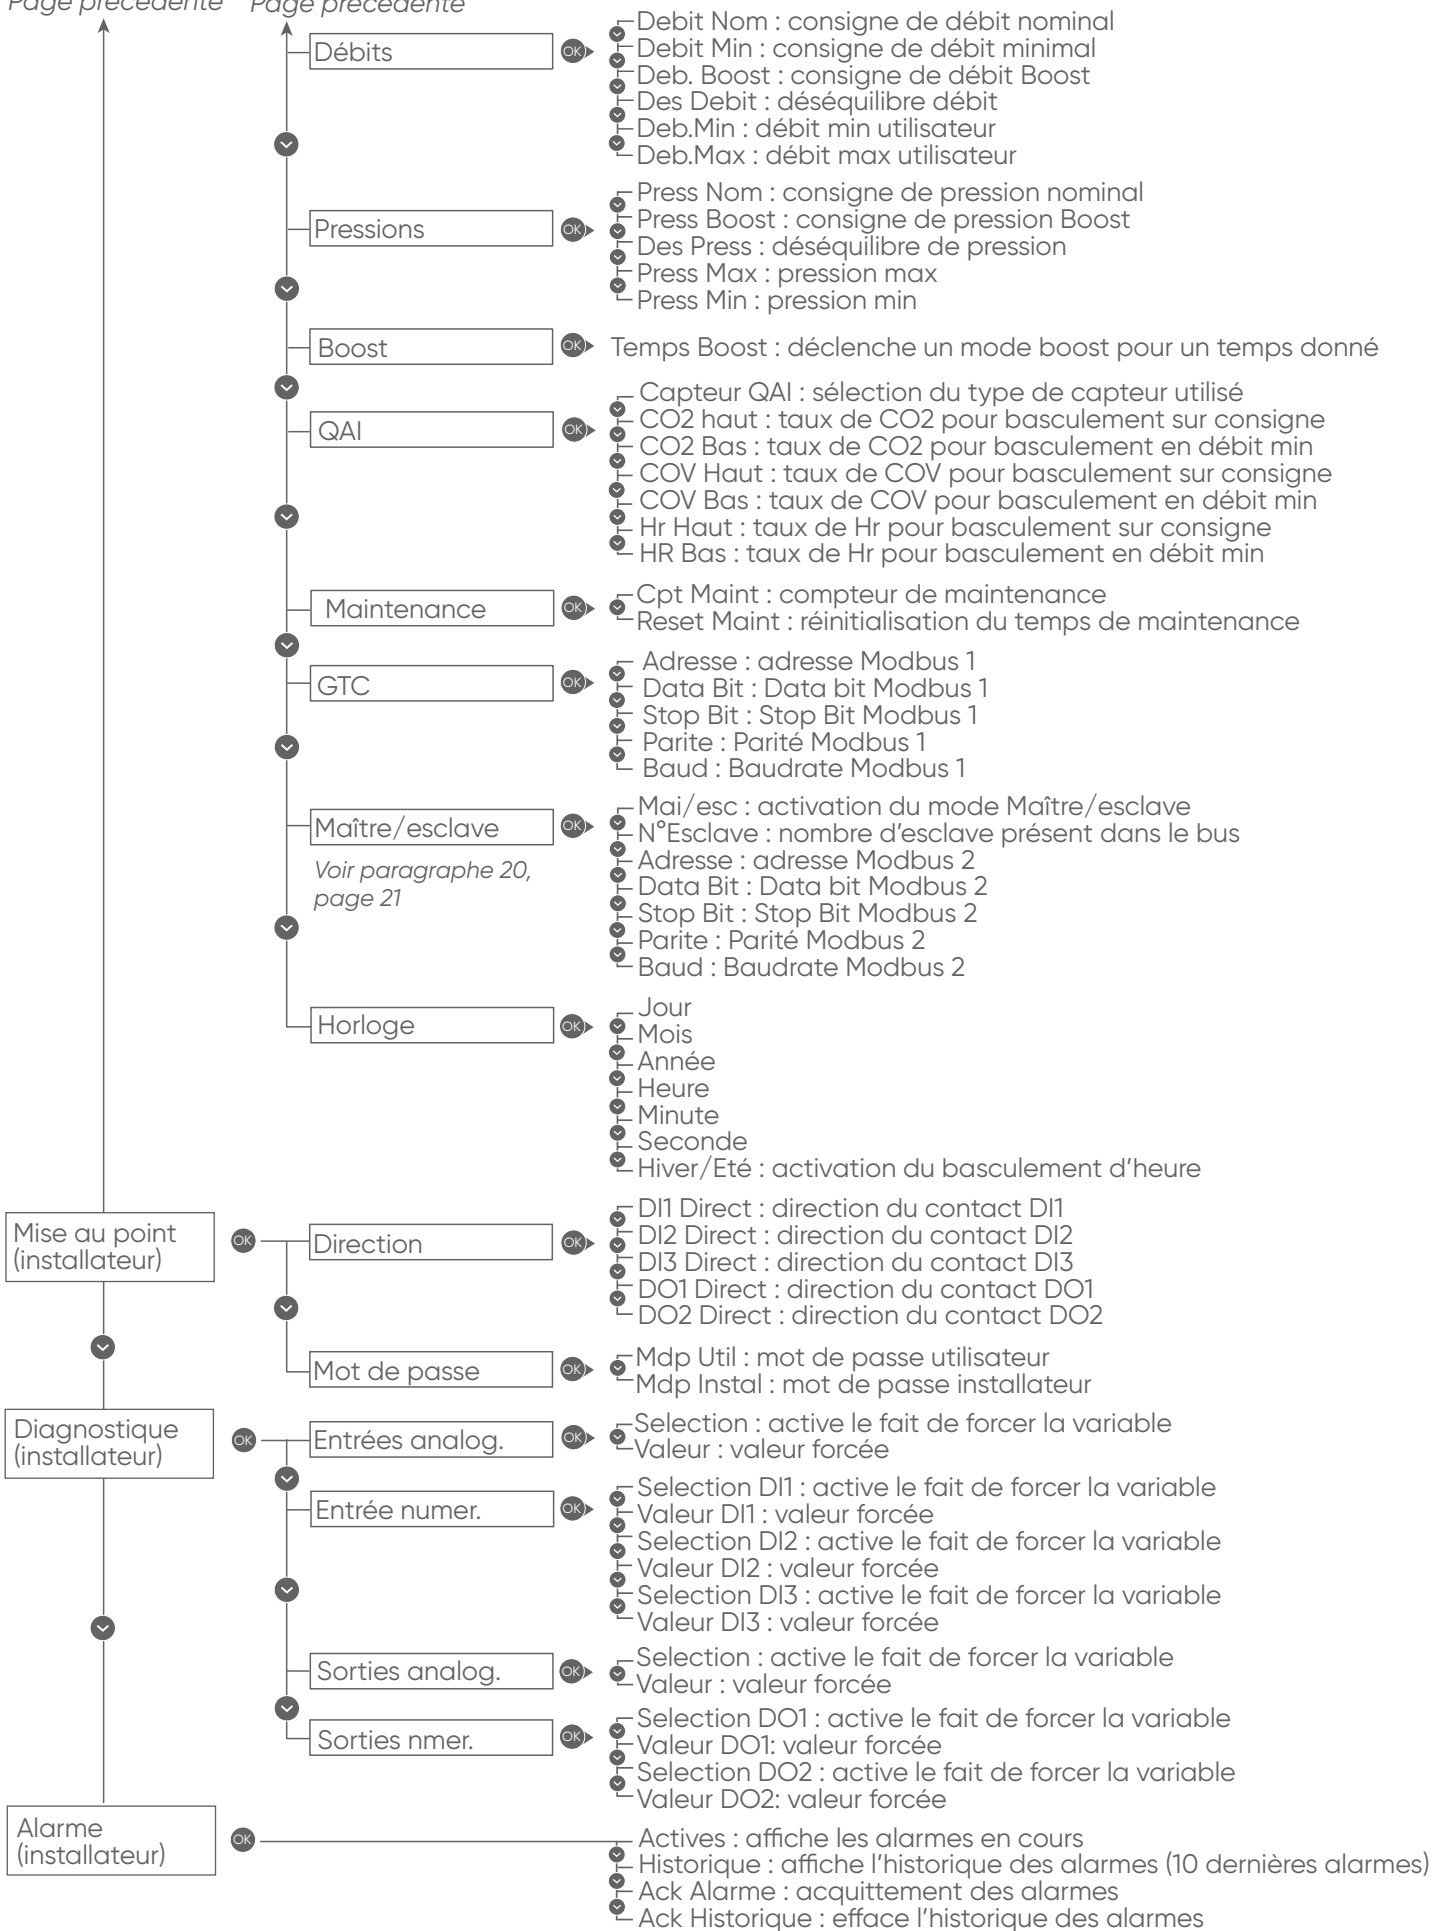 Page précédente
Page précédente
Débits
OK
Debit Nom : consigne de débit nominal
Debit Min : consigne de débit minimal
Deb. Boost : consigne de débit Boost
Des Debit : déséquilibre débit
Deb.Min : débit min utilisateur
Deb.Max : débit max utilisateur
Pressions
OK
Press Nom : consigne de pression nominal
Press Boost : consigne de pression Boost
Des Press : déséquilibre de pression
Press Max : pression max
Press Min : pression min
Boost
OK
Temps Boost : déclenche un mode boost pour un temps donné
QAI
OK
Capteur QAI : sélection du type de capteur utilisé
CO2 haut : taux de CO2 pour basculement sur consigne
CO2 Bas : taux de CO2 pour basculement en débit min
COV Haut : taux de COV pour basculement sur consigne
COV Bas : taux de COV pour basculement en débit min
Hr Haut : taux de Hr pour basculement sur consigne
HR Bas : taux de Hr pour basculement en débit min
Maintenance
OK
Cpt Maint : compteur de maintenance
Reset Maint : réinitialisation du temps de maintenance
GTC
OK
Adresse : adresse Modbus 1
Data Bit : Data bit Modbus 1
Stop Bit : Stop Bit Modbus 1
Parite : Parité Modbus 1
Baud : Baudrate Modbus 1
Maître/esclave
OK
Voir paragraphe 20,
page 21
Mai/esc : activation du mode Maître/esclave
N°Esclave : nombre d'esclave présent dans le bus
Adresse : adresse Modbus 2
Data Bit : Data bit Modbus 2
Stop Bit : Stop Bit Modbus 2
Parite : Parité Modbus 2
Baud : Baudrate Modbus 2
Horloge
OK
Jour
Mois
Année
Heure
Minute
Seconde
Hiver/Eté : activation du basculement d'heure
Mise au point
(installateur)
OK
Direction
OK
DI1 Direct : direction du contact DI1
DI2 Direct : direction du contact DI2
DI3 Direct : direction du contact DI3
DO1 Direct : direction du contact DO1
DO2 Direct : direction du contact DO2
Mot de passe
OK
Mdp Util : mot de passe utilisateur
Mdp Instal : mot de passe installateur
Diagnostique
(installateur)
OK
Entrées analog.
OK
Selection : active le fait de forcer la variable
Valeur : valeur forcée
Entrée numer.
OK
Selection DI1 : active le fait de forcer la variable
Valeur DI1 : valeur forcée
Selection DI2 : active le fait de forcer la variable
Valeur DI2 : valeur forcée
Selection DI3 : active le fait de forcer la variable
Valeur DI3 : valeur forcée
Sorties analog.
OK
Selection : active le fait de forcer la variable
Valeur : valeur forcée
Sorties nmer.
OK
Selection DO1 : active le fait de forcer la variable
Valeur DO1: valeur forcée
Selection DO2 : active le fait de forcer la variable
Valeur DO2: valeur forcée
Alarme
(installateur)
OK
Actives : affiche les alarmes en cours
Historique : affiche l'historique des alarmes (10 dernières alarmes)
Ack Alarme : acquittement des alarmes
Ack Historique : efface l'historique des alarmes